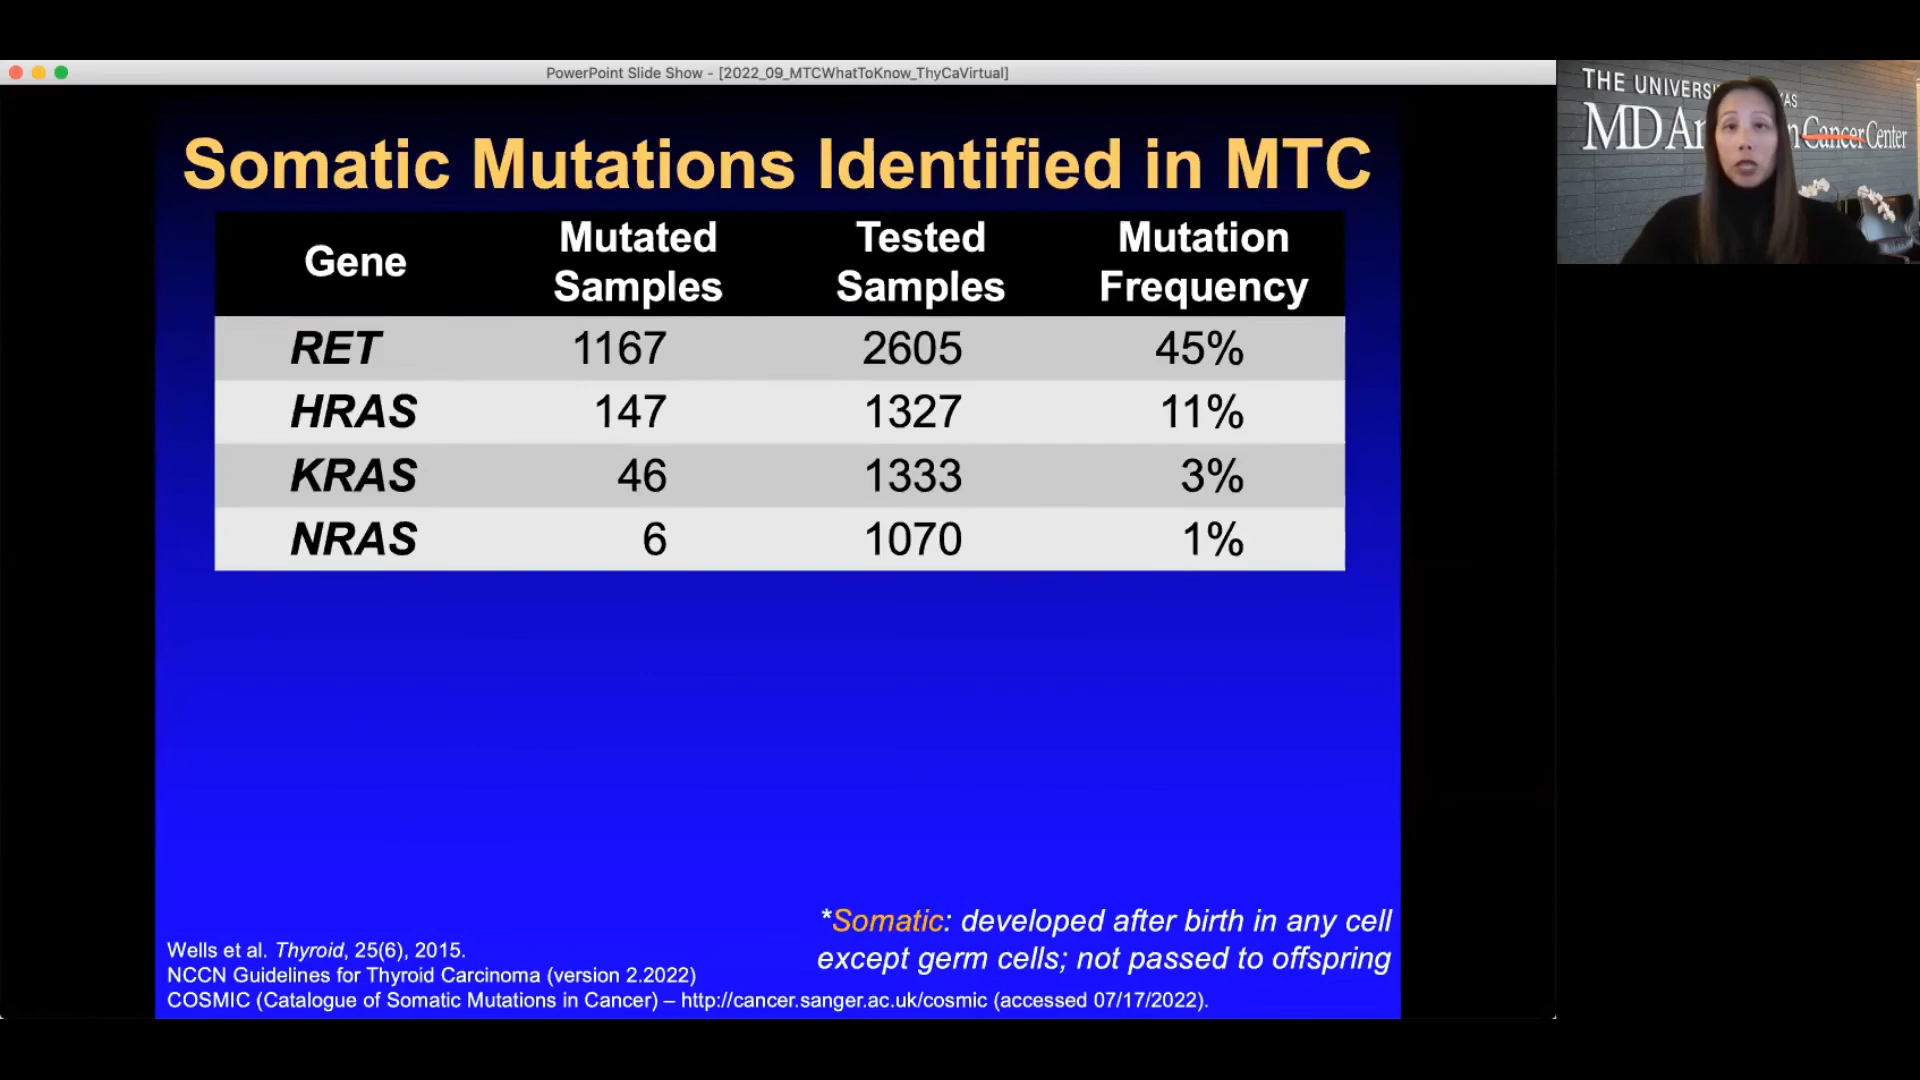 PowerPoint Slide Show - [2022_09_MTCWhatToKnow_ThyCaVirtual]
Somatic Mutations Identified in MTC
Gene Mutated Samples Tested Samples Mutation Frequency
RET 1167 2605 45%
HRAS 147 1327 11%
KRAS 46 1333 3%
NRAS 6 1070 1%
*Somatic: developed after birth in any cell
except germ cells; not passed to offspring
Wells et al. Thyroid, 25(6), 2015.
NCCN Guidelines for Thyroid Carcinoma (version 2.2022)
COSMIC (Catalogue of Somatic Mutations in Cancer) – http://cancer.sanger.ac.uk/cosmic (accessed 07/17/2022).
THE
MD Cancer Center